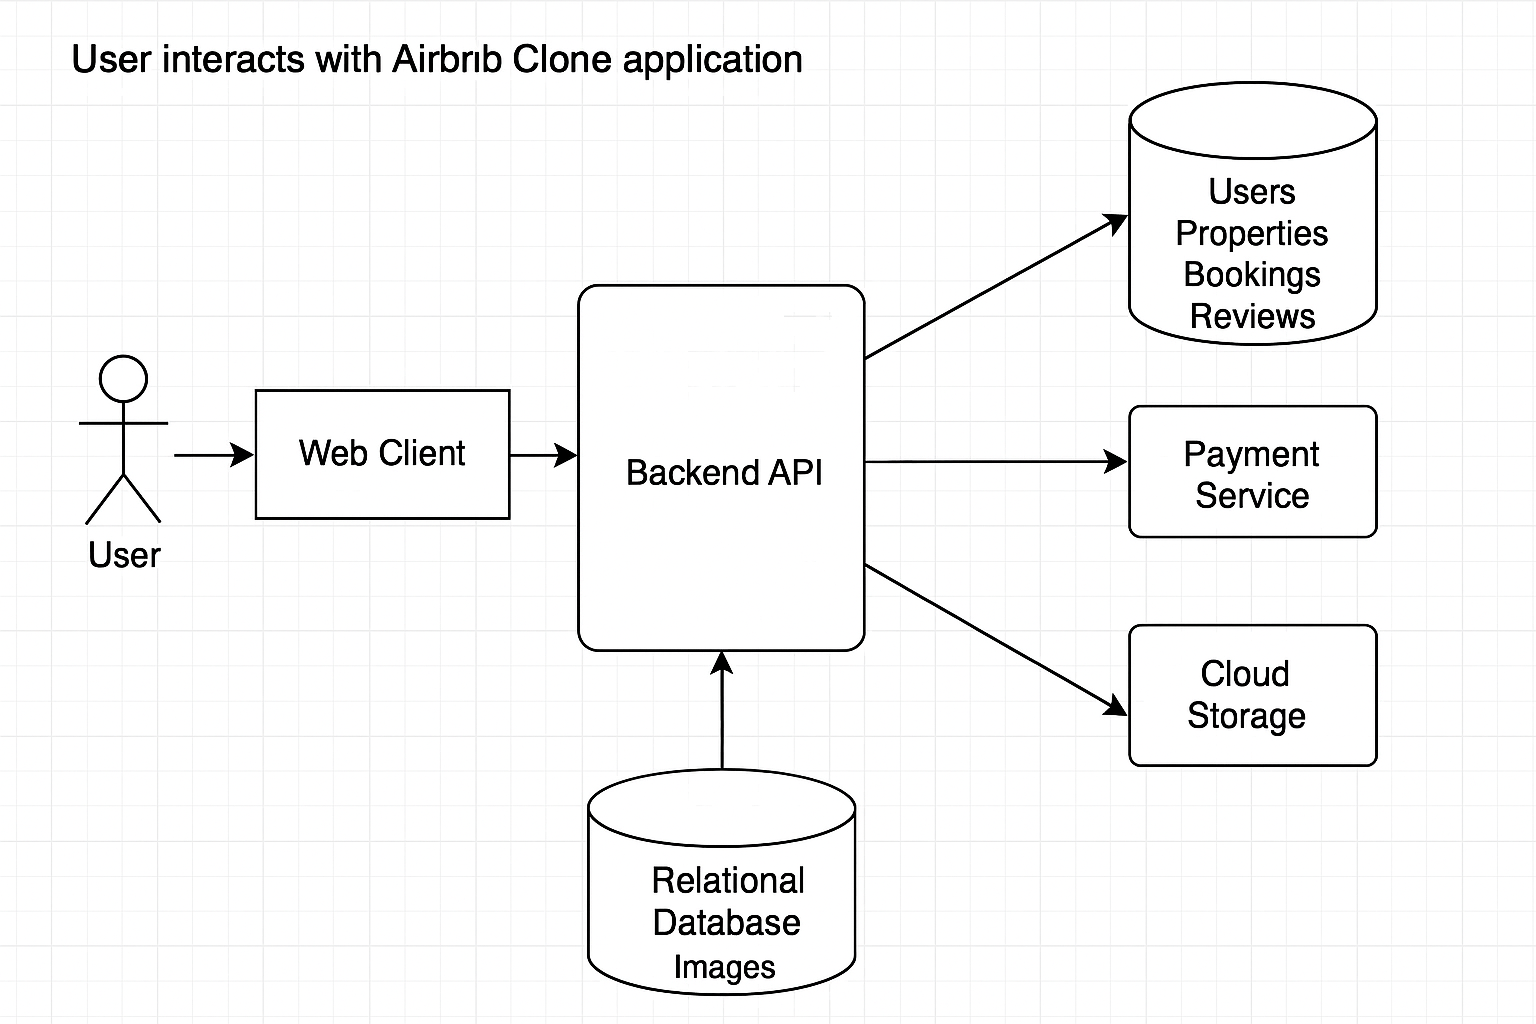 User interacts with Airbrıb Clone application
Users
Properties
Bookings
Reviews
Web Client
Backend API
Payment
Service
User
Cloud
Storage
Relational
Database
Images